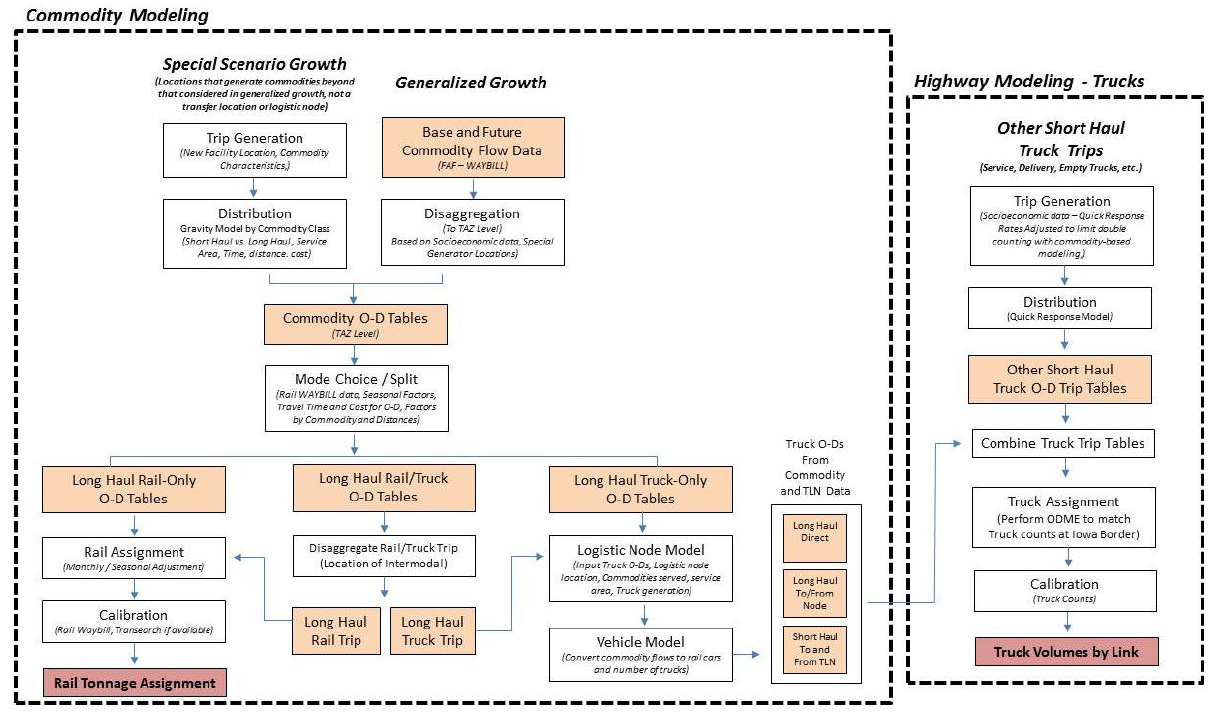 Commodity Modeling
Special Scenario Growth
(Locations that generate commodities beyond
that considered in generalized growth, not a
transfer location or logistic node)
Trip Generation
(New Facility Location, Commodity
Characteristics,)
Distribution
Gravity Model by Commodity Class
(Short Haul vs. Long Haul, Service
Area, Time, distance. cost)
Generalized Growth
Base and Future
Commodity Flow Data
(FAF – WAYBILL)
Disaggregation
(To TAZ Level)
Based on Socioeconomic data, Special
Generator Locations)
Commodity O-D Tables
(TAZ Level)
Mode Choice / Split
(Rail WAYBILL data, Seasonal Factors,
Travel Time and Cost for O-D, Factors
by Commodity and Distances)
Long Haul Rail-Only
O-D Tables
Rail Assignment
(Monthly / Seasonal Adjustment)
Calibration
(Rail Waybill, Transearch if available)
Rail Tonnage Assignment
Long Haul Rail/Truck
O-D Tables
Disaggregate Rail/Truck Trip
(Location of Intermodal)
Long Haul
Rail Trip
Long Haul
Truck Trip
Long Haul Truck-Only
O-D Tables
Logistic Node Model
(Input Truck O-Ds, Logistic node
location, Commodities served, service
area, Truck generation)
Vehicle Model
(Convert commodity flows to rail cars
and number of trucks)
Truck O-Ds
From
Commodity
and TLN Data
Long Haul
Direct
Long Haul
To/From
Node
Short Haul
To and
From TLN
Highway Modeling - Trucks
Other Short Haul
Truck Trips
(Service, Delivery, Empty Trucks, etc.)
Trip Generation
(Socioeconomic data – Quick Response
Rates Adjusted to limit double
counting with commodity-based
modeling,)
Distribution
(Quick Response Model)
Other Short Haul
Truck O-D Trip Tables
Combine Truck Trip Tables
Truck Assignment
(Perform ODME to match
Truck counts at Iowa Border)
Calibration
(Truck Counts)
Truck Volumes by Link